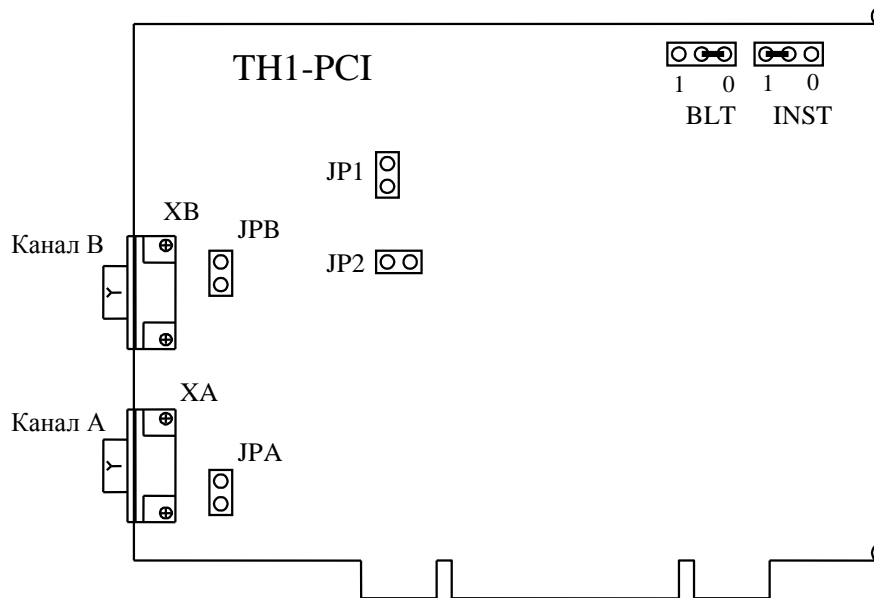 TH1-PCI
1 0
BLT
1 0
INST
JP1
XB
JPB
Канал В
JP2
XA
Канал А
JPA